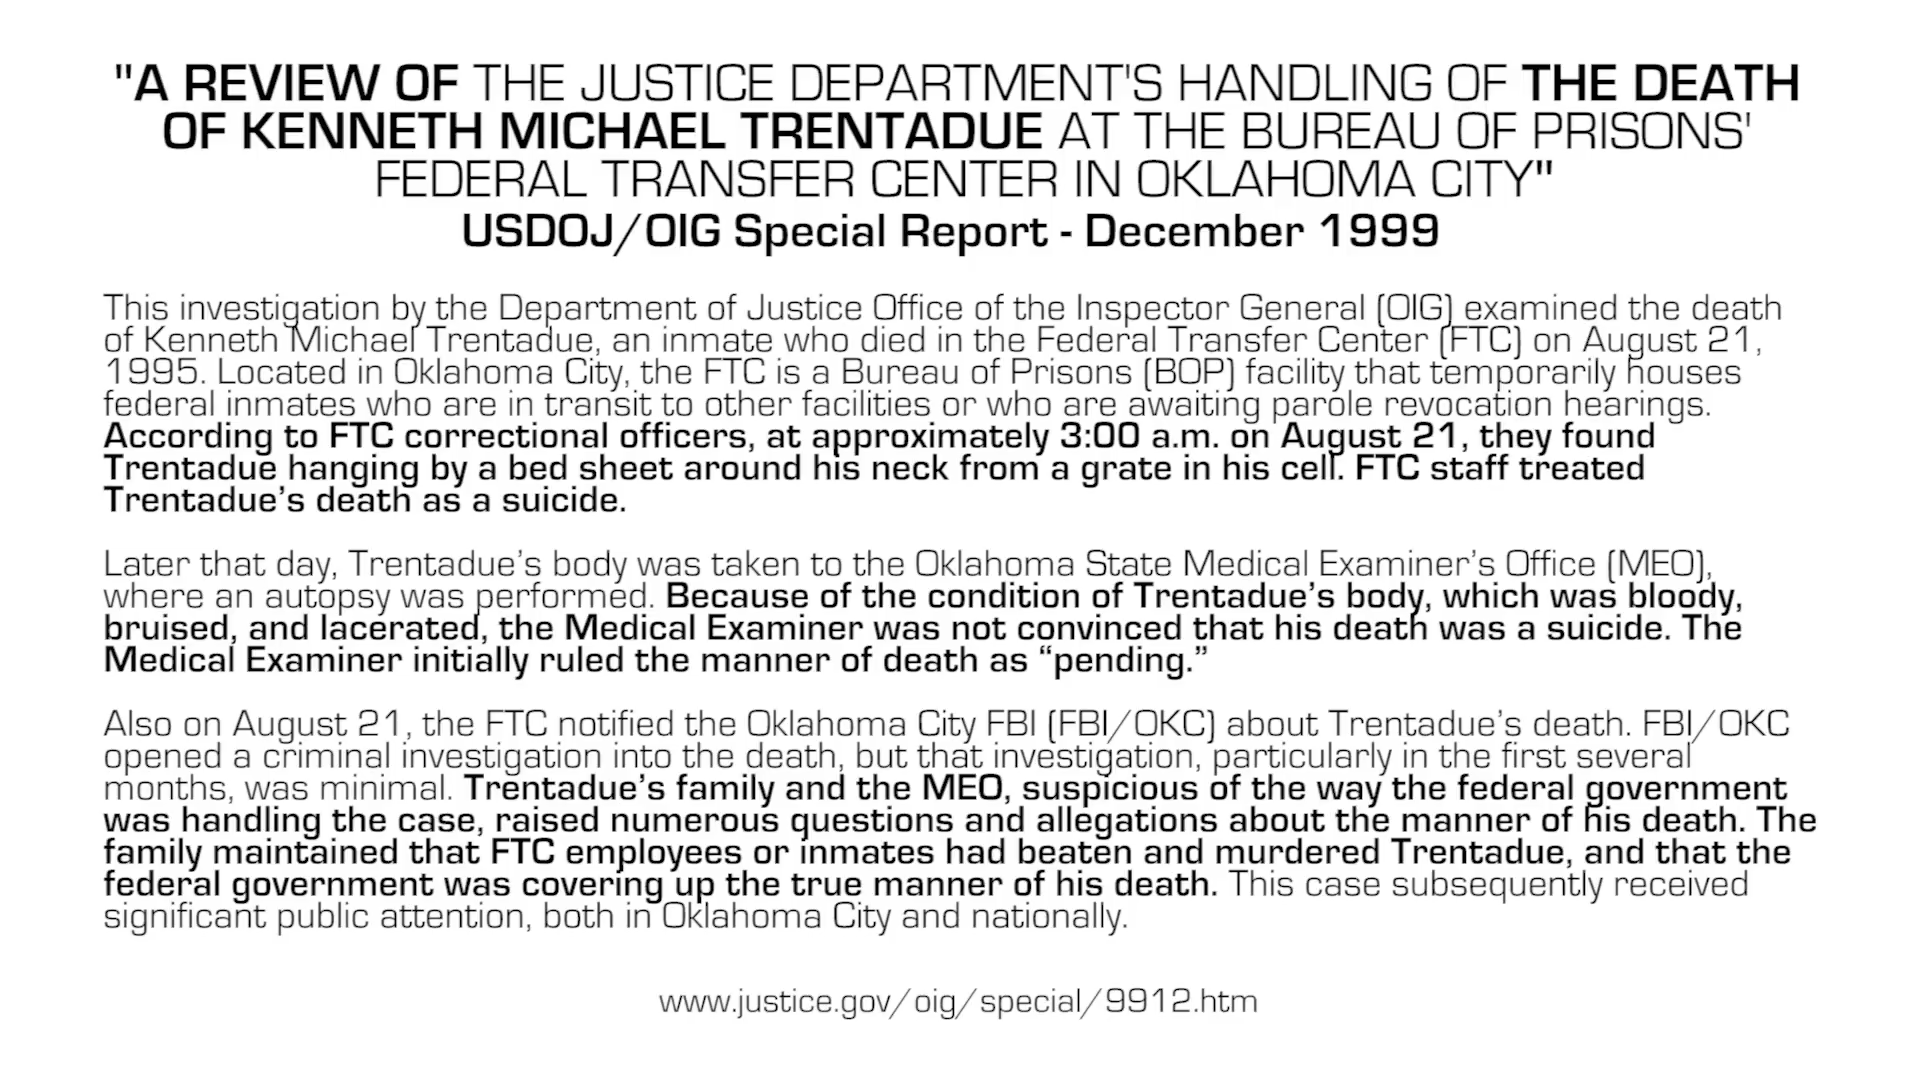 "A REVIEW OF THE JUSTICE DEPARTMENT'S HANDLING OF THE DEATH
OF KENNETH MICHAEL TRENTADUE AT THE BUREAU OF PRISONS'
FEDERAL TRANSFER CENTER IN OKLAHOMA CITY"
USDOJ/OIG Special Report - December 1999
This investigation by the Department of Justice Office of the Inspector General (OIG) examined the death
of Kenneth Michael Trentadue, an inmate who died in the Federal Transfer Center (FTC) on August 21,
1995. Located in Oklahoma City, the FTC is a Bureau of Prisons (BOP) facility that temporarily houses
federal inmates who are in transit to other facilities or who are awaiting parole revocation hearings.
According to FTC correctional officers, at approximately 3:00 a.m. on August 21, they found
Trentadue hanging by a bed sheet around his neck from a grate in his cell. FTC staff treated
Trentadue’s death as a suicide.
Later that day, Trentadue’s body was taken to the Oklahoma State Medical Examiner’s Office (MEO),
where an autopsy was performed. Because of the condition of Trentadue’s body, which was bloody,
bruised, and lacerated, the Medical Examiner was not convinced that his death was a suicide. The
Medical Examiner initially ruled the manner of death as “pending.”
Also on August 21, the FTC notified the Oklahoma City FBI (FBI/OKC) about Trentadue’s death. FBI/OKC
opened a criminal investigation into the death, but that investigation, particularly in the first several
months, was minimal. Trentadue’s family and the MEO, suspicious of the way the federal government
was handling the case, raised numerous questions and allegations about the manner of his death. The
family maintained that FTC employees or inmates had beaten and murdered Trentadue, and that the
federal government was covering up the true manner of his death. This case subsequently received
significant public attention, both in Oklahoma City and nationally.
www.justice.gov/oig/special/9912.htm